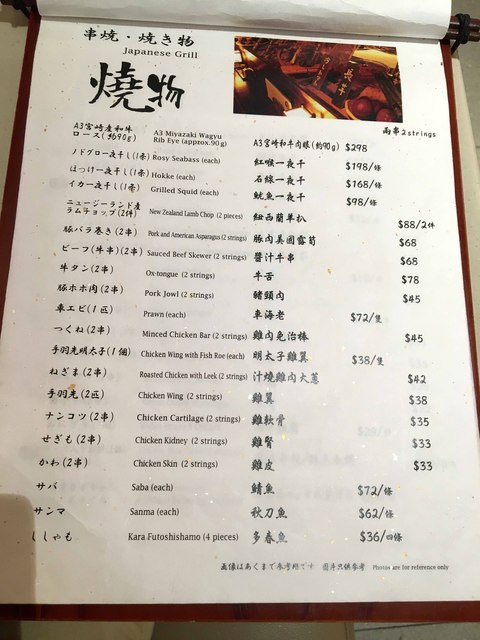 串焼・焼き物
Japanese Grill
燒物
両串2strings
A3宮崎産和牛ロース(約90g) A3 Miyazaki Wagyu Rib Eye (approx.90g) A3宮崎和牛肉眼(約90g) $298
ノドグロ一夜干し(1条) Rosy Seabass (each) 紅喉一夜干 $198/條
ほっけ一夜干し(1条) Hokke (each) 石線一夜干 $168/條
イカ一夜干し(1条) Grilled Squid (each) 魷魚一夜干 $98/條
ニュージーランド産ラムチョップ(2件) New Zealand Lamb Chop (2 pieces) 紐西蘭羊扒 $88/2件
豚バラ巻き(2串) Pork and American Asparagus (2 strings) 豚肉美國露荀 $68
ビーフ(牛串)(2串) Sauced Beef Skewer (2 strings) 醬汁牛串 $68
牛タン(2串) Ox-tongue (2 strings) 牛舌 $78
豚ホホ肉(2串) Pork Jowl (2 strings) 豬頸肉 $45
車エビ(1匹) Prawn (each) 車海老 $72/隻
つくね(2串) Minced Chicken Bar (2 strings) 雞肉免治棒 $45
手羽先明太子(1個) Chicken Wing with Fish Roe (each) 明太子雞翼 $38/隻
ねぎま(2串) Roasted Chicken with Leek (2 strings) 汁燒雞肉大蔥 $42
手羽先(2匹) Chicken Wing (2 strings) 雞翼 $38
ナンコツ(2串) Chicken Cartilage (2 strings) 雞軟骨 $35
せぎも(2串) Chicken Kidney (2 strings) 雞腎 $33
かわ(2串) Chicken Skin (2 strings) 雞皮 $33
サバ Saba (each) 鯖魚 $72/條
サンマ Sanma (each) 秋刀魚 $62/條
ししゃも Kara Futoshishamo (4 pieces) 多春魚 $36/四條
画像はあくまで参考用です 圖片只供參考 Photos are for reference only